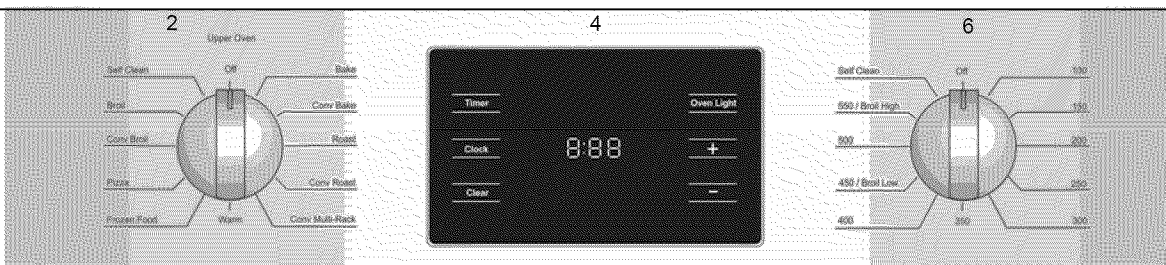 2
4
6
Upper Oven
Off
Self Clean
Bake
Broil
Conv Bake
Conv Broil
Roast
Pizza
Conv Roast
Frozen Food
Warm
Conv Multi-Rack
Timer
Oven Light
Clock
8:88
+
Clear
−
Off
Self Clean
100
550 / Broil High
150
500
200
450 / Broil Low
250
400
350
300